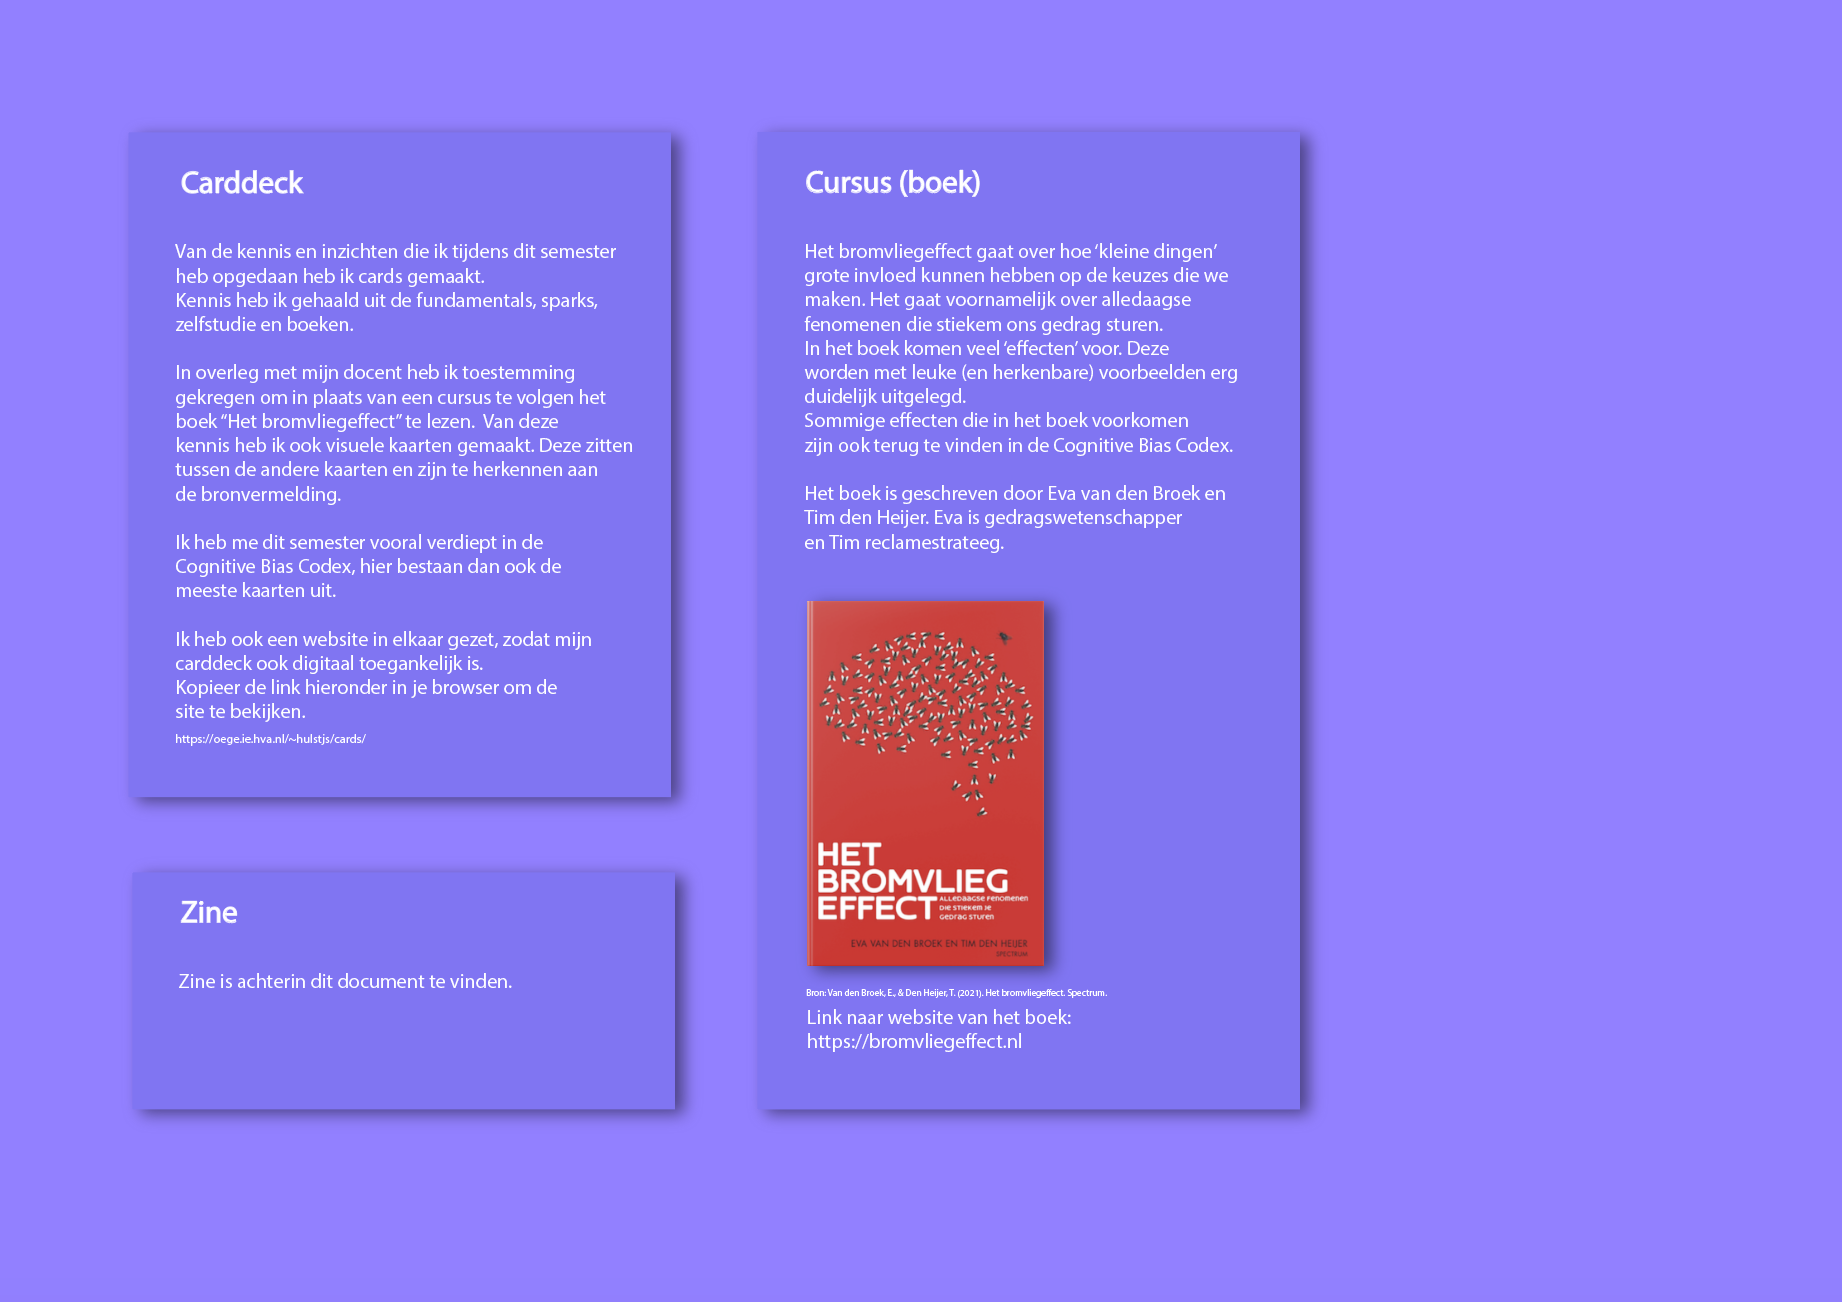 Carddeck
Van de kennis en inzichten die ik tijdens dit semester
heb opgedaan heb ik cards gemaakt.
Kennis heb ik gehaald uit de fundamentals, sparks,
zelfstudie en boeken.
In overleg met mijn docent heb ik toestemming
gekregen om in plaats van een cursus te volgen het
boek “Het bromvliegeffect” te lezen.  Van deze
kennis heb ik ook visuele kaarten gemaakt. Deze zitten
tussen de andere kaarten en zijn te herkennen aan
de bronvermelding.
Ik heb me dit semester vooral verdiept in de
Cognitive Bias Codex, hier bestaan dan ook de
meeste kaarten uit.
Ik heb ook een website in elkaar gezet, zodat mijn
carddeck ook digitaal toegankelijk is.
Kopieer de link hieronder in je browser om de
site te bekijken.
https://oege.ie.hva.nl/~hulstjs/cards/
Zine
Zine is achterin dit document te vinden.
Cursus (boek)
Het bromvliegeffect gaat over hoe ‘kleine dingen’
grote invloed kunnen hebben op de keuzes die we
maken. Het gaat voornamelijk over alledaagse
fenomenen die stiekem ons gedrag sturen.
In het boek komen veel ‘effecten’ voor. Deze
worden met leuke (en herkenbare) voorbeelden erg
duidelijk uitgelegd.
Sommige effecten die in het boek voorkomen
zijn ook terug te vinden in de Cognitive Bias Codex.
Het boek is geschreven door Eva van den Broek en
Tim den Heijer. Eva is gedragswetenschapper
en Tim reclamestrateeg.
HET
BROMVLIEG
EFFECT
ALLEDAAGSE FENOMENEN
DIE STIEKEM JE
GEDRAG STUREN
EVA VAN DEN BROEK EN TIM DEN HEIJER
SPECTRUM
Bron: Van den Broek, E., & Den Heijer, T. (2021). Het bromvliegeffect. Spectrum.
Link naar website van het boek:
https://bromvliegeffect.nl